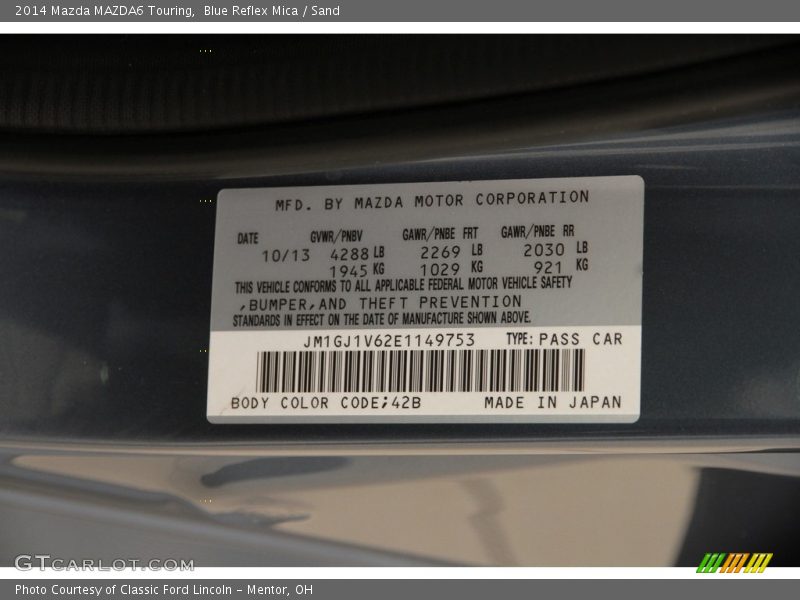 2014 Mazda MAZDA6 Touring,  Blue Reflex Mica / Sand
MFD. BY MAZDA MOTOR CORPORATION
DATE GVWR/PNBV GAWR/PNBE FRT GAWR/PNBE RR
10/13 4288 LB 2269 LB 2030 LB
1945 KG 1029 KG 921 KG
THIS VEHICLE CONFORMS TO ALL APPLICABLE FEDERAL MOTOR VEHICLE SAFETY
,BUMPER,AND THEFT PREVENTION
STANDARDS IN EFFECT ON THE DATE OF MANUFACTURE SHOWN ABOVE.
JM1GJ1V62E1149753 TYPE: PASS CAR
BODY COLOR CODE;42B MADE IN JAPAN
GTCARLOT.COM
Photo Courtesy of Classic Ford Lincoln - Mentor, OH